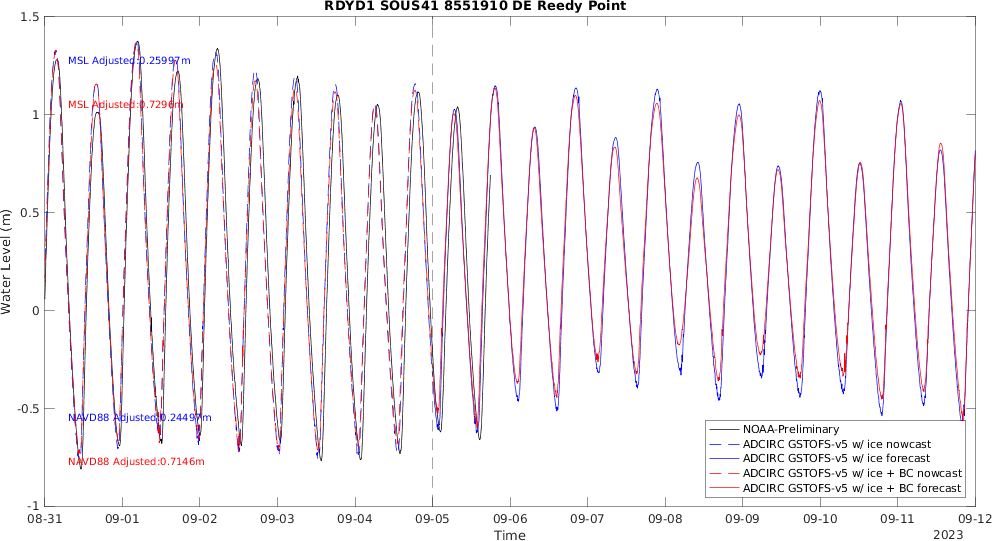 RDYD1 SOUS41 8551910 DE Reedy Point
1.5
1
0.5
0
-0.5
-1
Water Level (m)
MSL Adjusted:0.25997m
MSL Adjusted:0.7296m
NAVD88 Adjusted:0.24497m
NAVD88 Adjusted:0.7146m
NOAA-Preliminary
ADCIRC GSTOFS-v5 w/ ice nowcast
ADCIRC GSTOFS-v5 w/ ice forecast
ADCIRC GSTOFS-v5 w/ ice + BC nowcast
ADCIRC GSTOFS-v5 w/ ice + BC forecast
08-31 09-01 09-02 09-03 09-04 09-05 09-06 09-07 09-08 09-09 09-10 09-11 09-12
Time
2023